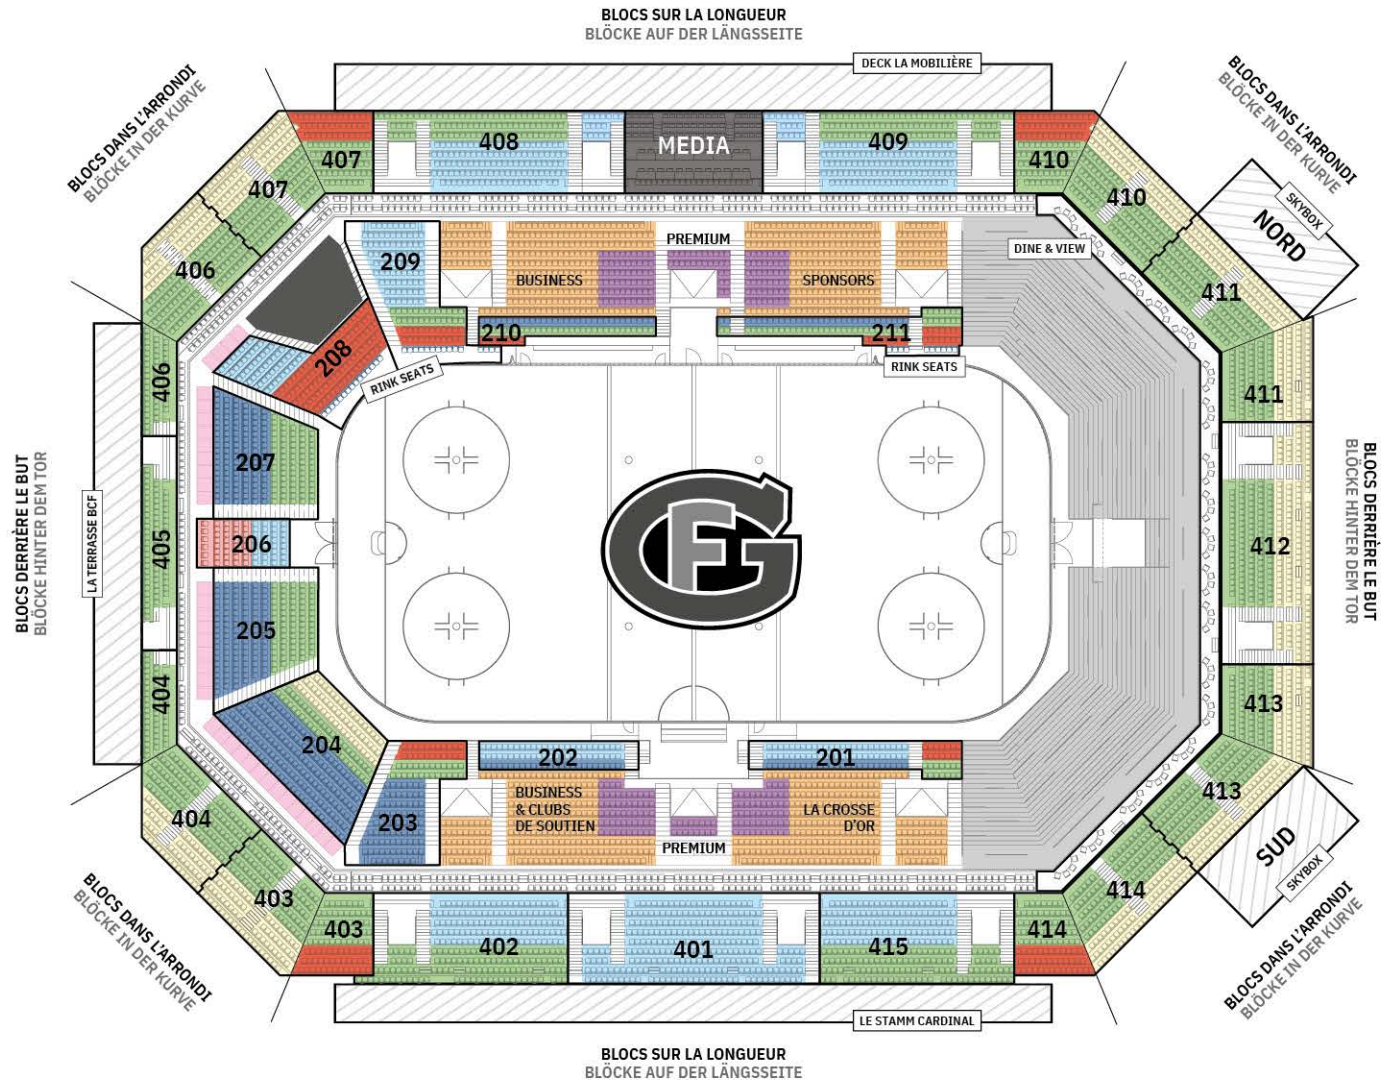 BLOCS SUR LA LONGUEUR
BLÖCKE AUF DER LÄNGSSEITE
DECK LA MOBILIÈRE
BLOCS DANS L'ARRONDI
BLÖCKE IN DER KURVE
BLOCS DANS L'ARRONDI
BLÖCKE IN DER KURVE
408
MEDIA
409
407
410
407
410
SKYBOX
NORD
406
411
209
PREMIUM
DINE & VIEW
BUSINESS
SPONSORS
210
211
208
RINK SEATS
RINK SEATS
406
411
207
BLOCS DERRIÈRE LE BUT
BLÖCKE HINTER DEM TOR
LA TERRASSE BCF
405
206
FG
412
BLOCS DERRIÈRE LE BUT
BLÖCKE HINTER DEM TOR
205
404
413
204
202
201
404
203
BUSINESS
& CLUBS
DE SOUTIEN
LA CROSSE
D'OR
PREMIUM
413
SUD
SKYBOX
403
414
403
402
401
415
414
BLOCS DANS L'ARRONDI
BLÖCKE IN DER KURVE
BLOCS DANS L'ARRONDI
BLÖCKE IN DER KURVE
LE STAMM CARDINAL
BLOCS SUR LA LONGUEUR
BLÖCKE AUF DER LÄNGSSEITE